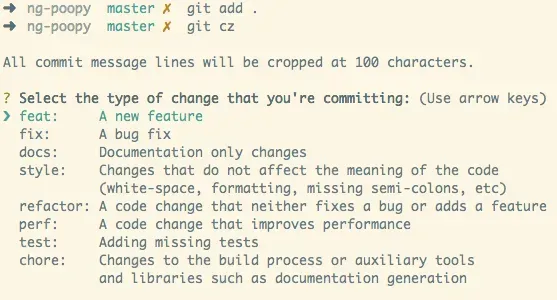 ➜ ng-poopy master ✗ git add .
➜ ng-poopy master ✗ git cz
All commit message lines will be cropped at 100 characters.
? Select the type of change that you're committing: (Use arrow keys)
❯ feat: A new feature
fix: A bug fix
docs: Documentation only changes
style: Changes that do not affect the meaning of the code
(white-space, formatting, missing semi-colons, etc)
refactor: A code change that neither fixes a bug or adds a feature
perf: A code change that improves performance
test: Adding missing tests
chore: Changes to the build process or auxiliary tools
and libraries such as documentation generation